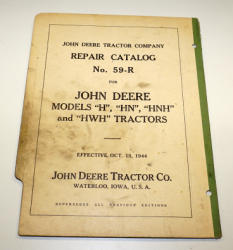 JOHN DEERE TRACTOR COMPANY
REPAIR CATALOG
No. 59-R
FOR
JOHN DEERE
MODELS "H", "HN", "HNH"
and "HWH" TRACTORS
EFFECTIVE, OCT. 15, 1944
JOHN DEERE TRACTOR CO.
WATERLOO, IOWA, U. S. A.
SUPERSEDES ALL PREVIOUS EDITIONS